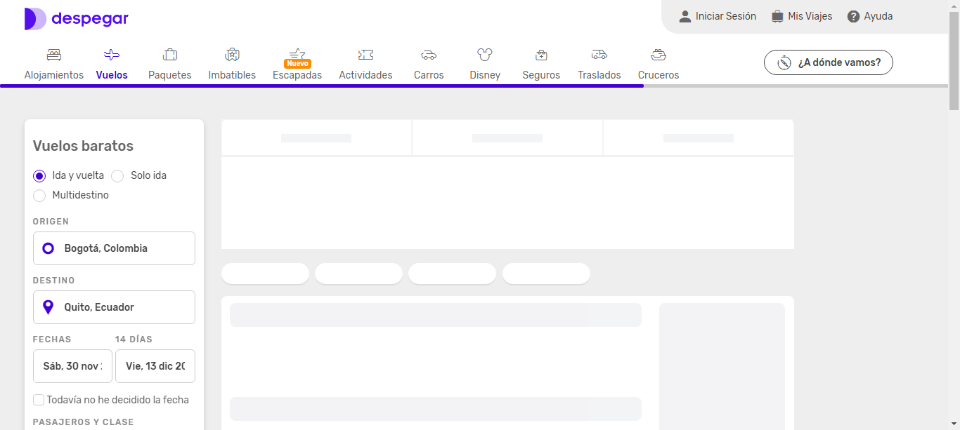 despegar
Iniciar Sesión
Mis Viajes
Ayuda
Alojamientos
Vuelos
Paquetes
Imbatibles
Nuevo
Escapadas
Actividades
Carros
Disney
Seguros
Traslados
Cruceros
¿A dónde vamos?
Vuelos baratos
Ida y vuelta
Solo ida
Multidestino
ORIGEN
Bogotá, Colombia
DESTINO
Quito, Ecuador
FECHAS
14 DÍAS
Sáb, 30 nov
Vie, 13 dic 20
Todavía no he decidido la fecha
PASAJEROS Y CLASE